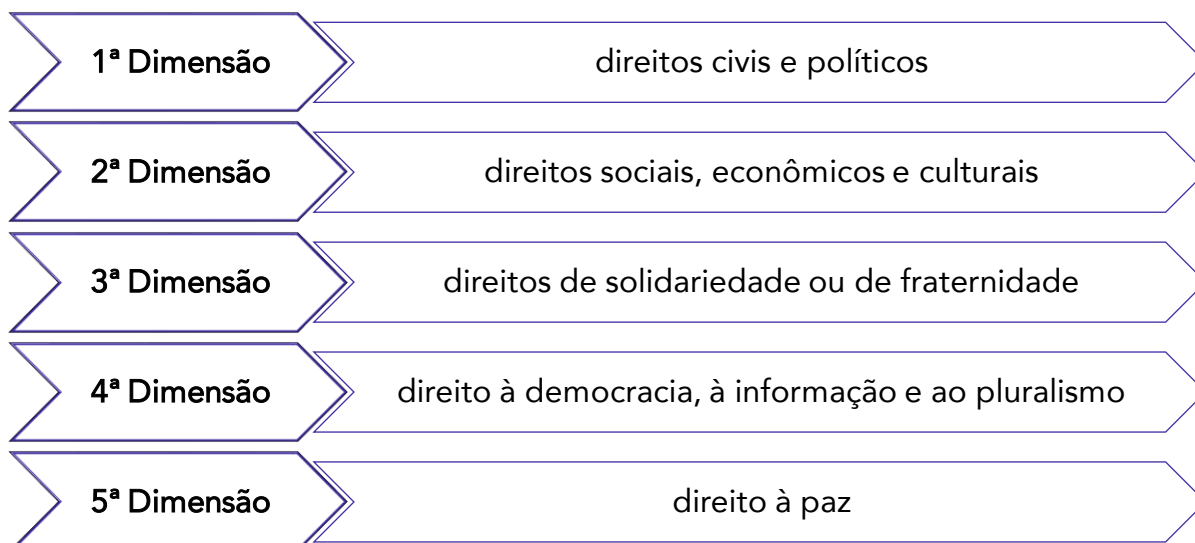 1ª Dimensão
direitos civis e políticos
2ª Dimensão
direitos sociais, econômicos e culturais
3ª Dimensão
direitos de solidariedade ou de fraternidade
4ª Dimensão
direito à democracia, à informação e ao pluralismo
5ª Dimensão
direito à paz